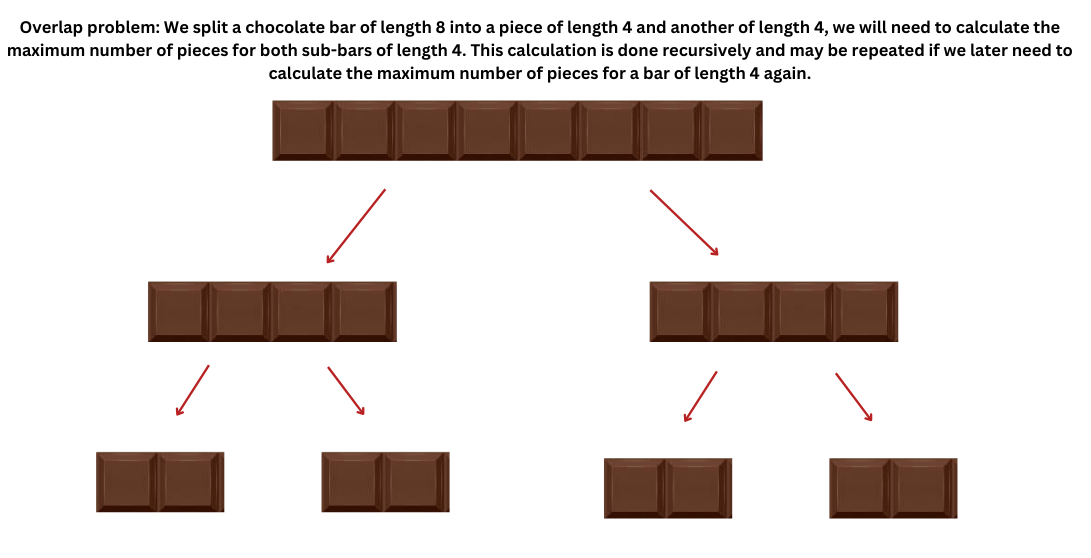 Overlap problem: We split a chocolate bar of length 8 into a piece of length 4 and another of length 4, we will need to calculate the
maximum number of pieces for both sub-bars of length 4. This calculation is done recursively and may be repeated if we later need to
calculate the maximum number of pieces for a bar of length 4 again.